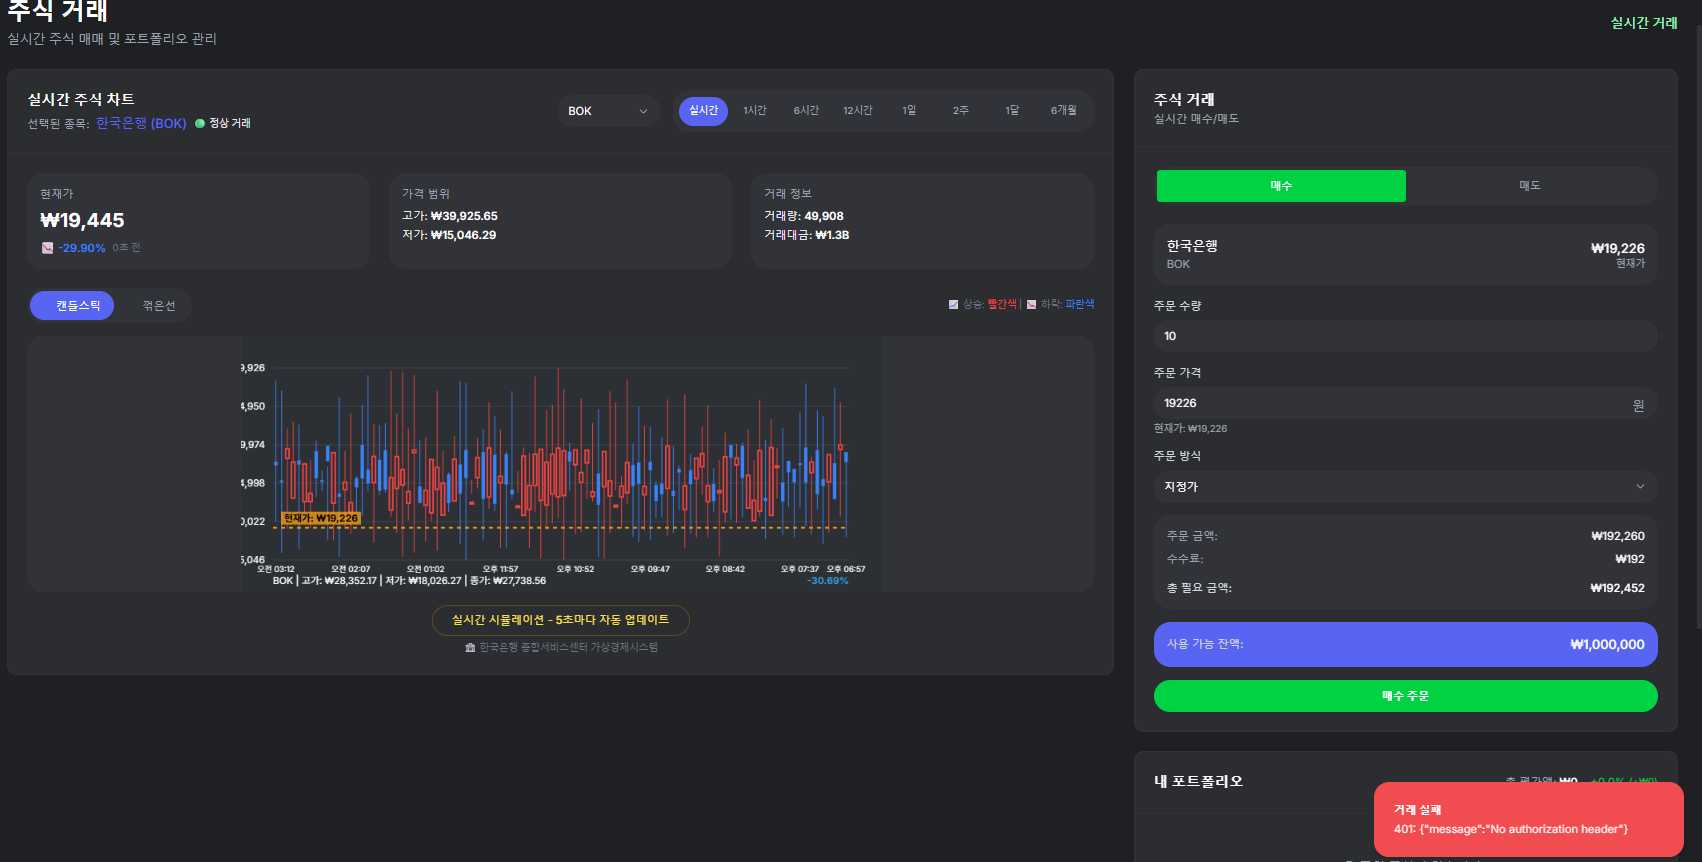 주식 거래
실시간 주식 매매 및 포트폴리오 관리
실시간 거래
실시간 주식 차트
선택된 종목: 한국은행 (BOK) 정상 거래
BOK
실시간 1시간 6시간 12시간 1일 2주 1달 6개월
현재가
₩19,445
-29.90% 0초 전
가격 범위
고가: ₩39,925.65
저가: ₩15,046.29
거래 정보
거래량: 49,908
거래대금: ₩1.3B
캔들스틱 꺾은선
상승: 빨간색 | 하락: 파란색
9,926
4,950
9,974
4,998
0,022
5,046
현재가: ₩19,226
오전 03:12 오전 02:07 오전 01:02 오후 11:57 오후 10:52 오후 09:47 오후 08:42 오후 07:37 오후 06:57
BOK | 고가: ₩28,352.17 | 저가: ₩18,026.27 | 종가: ₩27,738.56
-30.69%
실시간 시뮬레이션 - 5초마다 자동 업데이트
한국은행 종합서비스센터 가상경제시스템
주식 거래
실시간 매수/매도
매수 매도
한국은행
BOK
₩19,226
현재가
주문 수량
10
주문 가격
19226 원
현재가: ₩19,226
주문 방식
지정가
주문 금액: ₩192,260
수수료: ₩192
총 필요 금액: ₩192,452
사용 가능 잔액: ₩1,000,000
매수 주문
내 포트폴리오
총 평가액: ₩0 +0.0% (+₩0)
거래 실패
401: {"message":"No authorization header"}